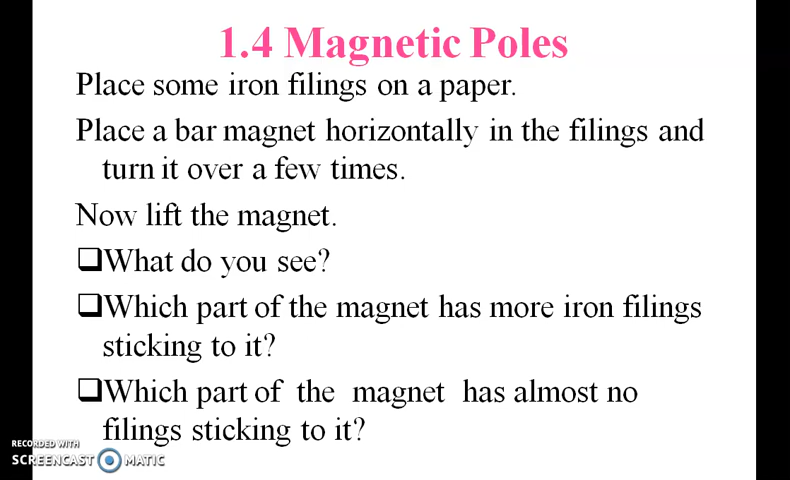 1.4 Magnetic Poles
Place some iron filings on a paper.
Place a bar magnet horizontally in the filings and
turn it over a few times.
Now lift the magnet.
❑What do you see?
❑Which part of the magnet has more iron filings
sticking to it?
❑Which part of the magnet has almost no
filings sticking to it?
RECORDED WITH
SCREENCAST MATIC